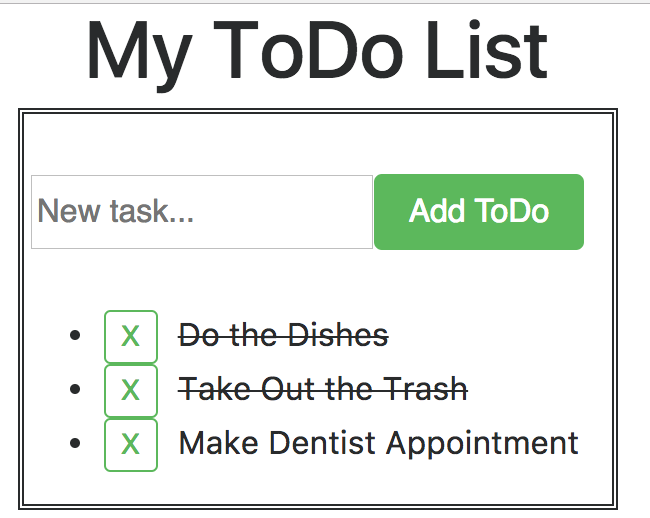 My ToDo List
New task...
Add ToDo
X Do the Dishes
X Take Out the Trash
X Make Dentist Appointment